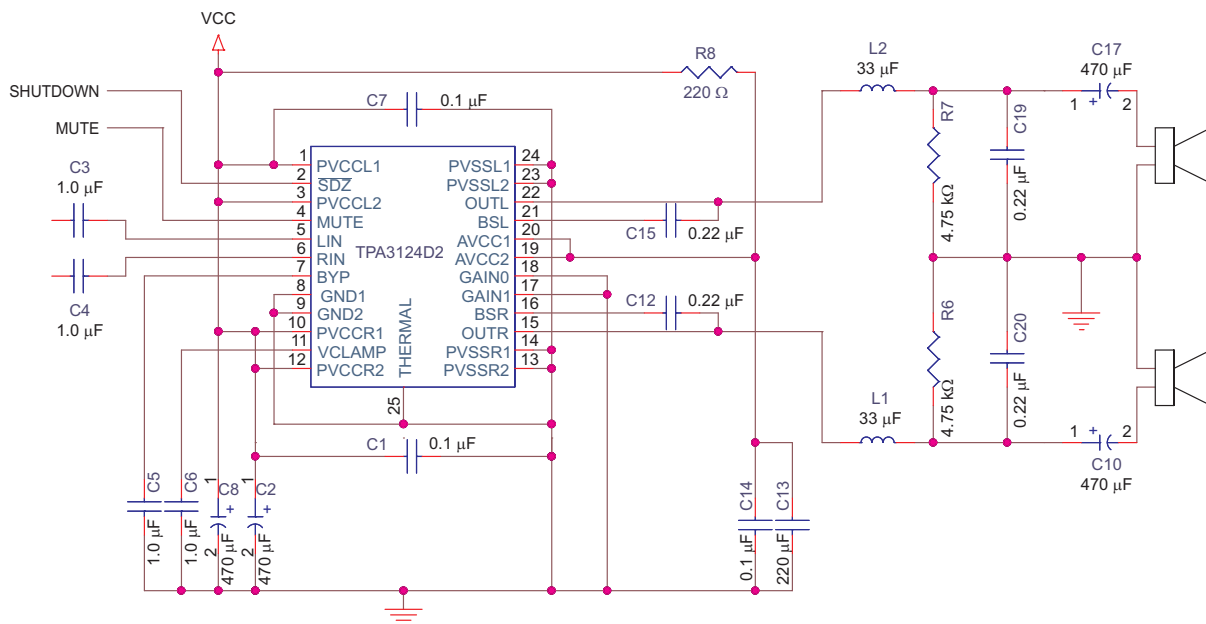 VCC
SHUTDOWN
MUTE
C3
1.0 μF
C4
1.0 μF
C7
0.1 μF
R8
220 Ω
L2
33 μF
C17
470 μF
1 + 2
R7
4.75 kΩ
C19
0.22 μF
R6
4.75 kΩ
C20
0.22 μF
L1
33 μF
1 + 2
C10
470 μF
TPA3124D2
1 PVCCL1
2 SDZ
3 PVCCL2
4 MUTE
5 LIN
6 RIN
7 BYP
8 GND1
9 GND2
10 PVCCR1
11 VCLAMP
12 PVCCR2
PVSSL1 24
PVSSL2 23
OUTL 22
BSL 21
AVCC1 20
AVCC2 19
GAIN0 18
GAIN1 17
BSR 16
OUTR 15
PVSSR1 14
PVSSR2 13
THERMAL
25
C15
0.22 μF
C12
0.22 μF
C1
0.1 μF
C5
1.0 μF
C6
1.0 μF
1
C8
+
2
470 μF
1
C2
+
2
470 μF
C14
0.1 μF
C13
220 μF